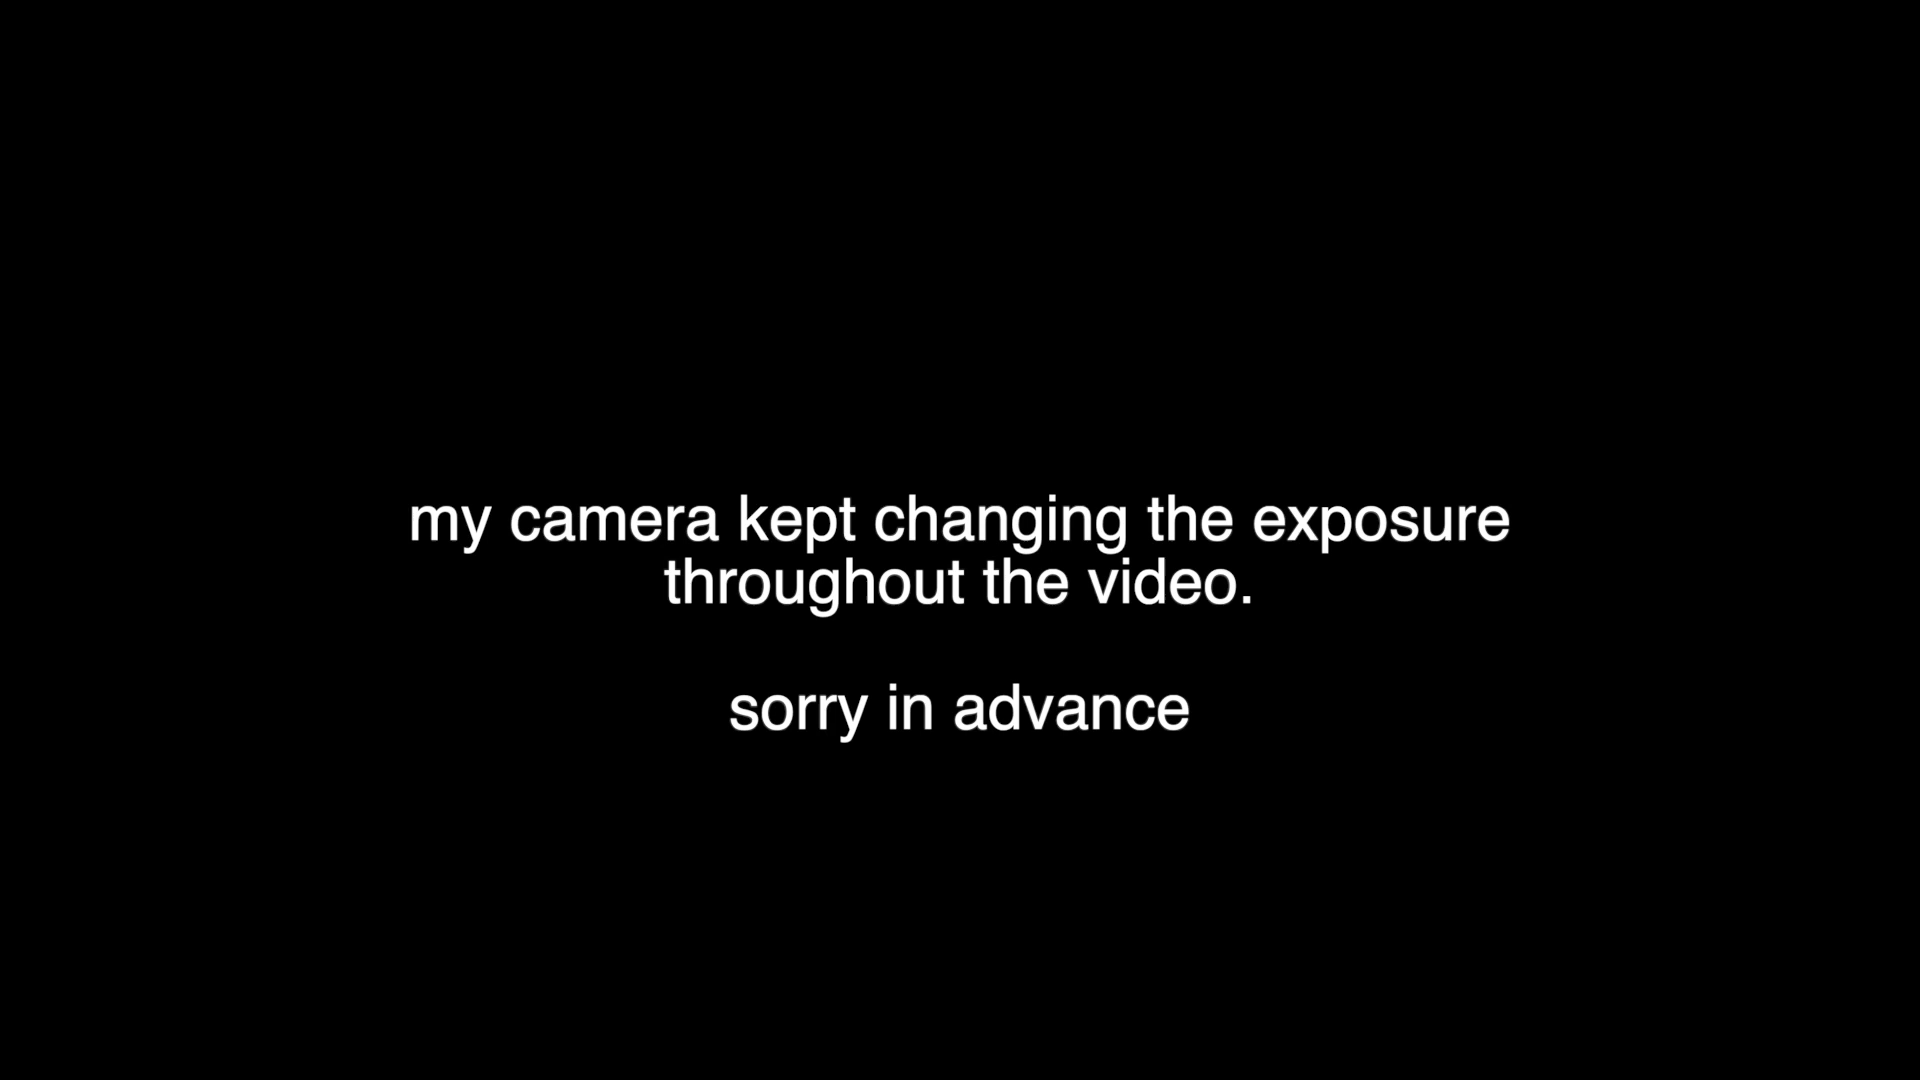 my camera kept changing the exposure
throughout the video.
sorry in advance